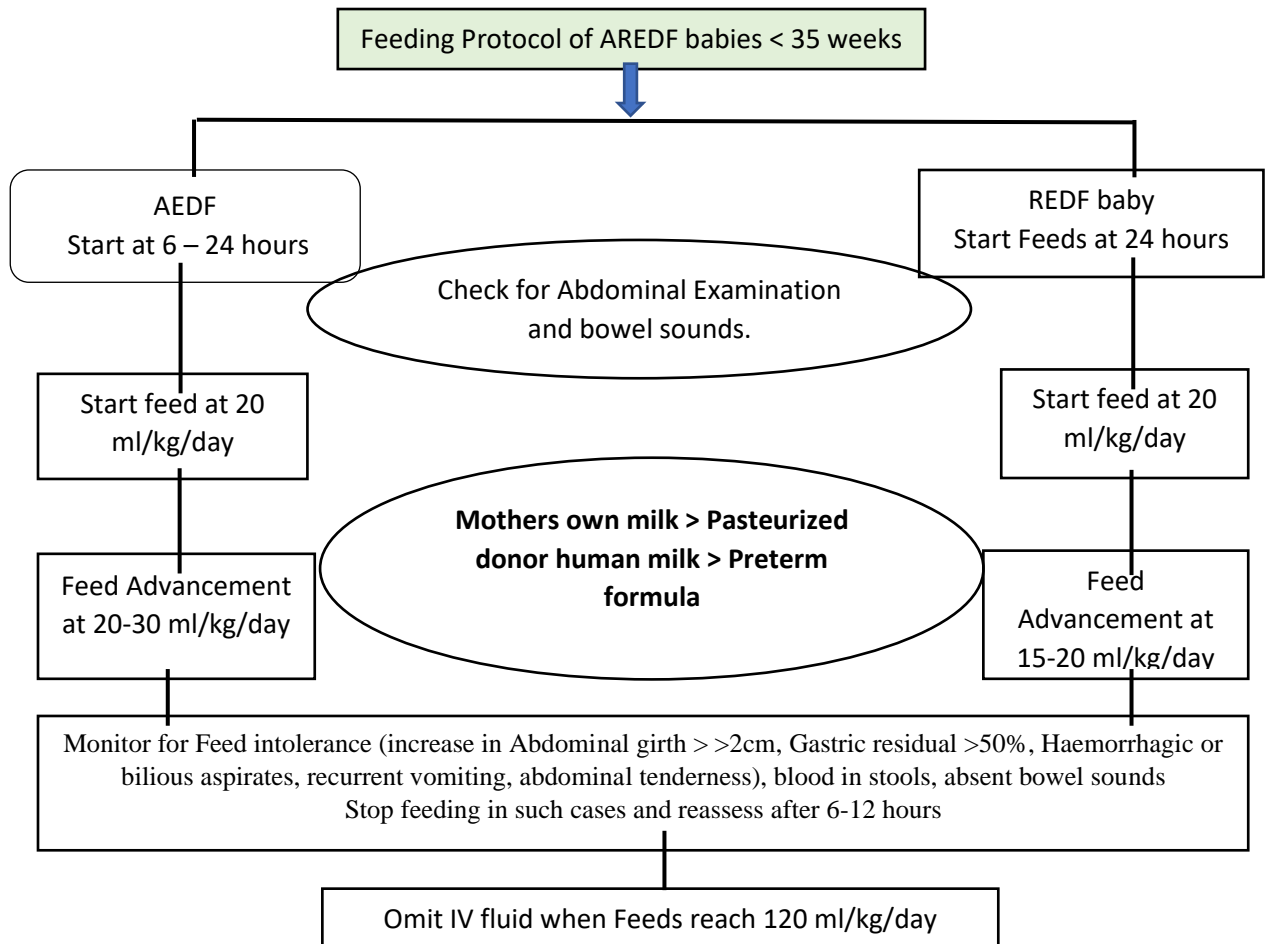 Feeding Protocol of AREDF babies < 35 weeks
AEDF
Start at 6 – 24 hours
REDF baby
Start Feeds at 24 hours
Check for Abdominal Examination
and bowel sounds.
Start feed at 20
ml/kg/day
Start feed at 20
ml/kg/day
Mothers own milk > Pasteurized
donor human milk > Preterm
formula
Feed Advancement
at 20-30 ml/kg/day
Feed
Advancement at
15-20 ml/kg/day
Monitor for Feed intolerance (increase in Abdominal girth > >2cm, Gastric residual >50%, Haemorrhagic or
bilious aspirates, recurrent vomiting, abdominal tenderness), blood in stools, absent bowel sounds
Stop feeding in such cases and reassess after 6-12 hours
Omit IV fluid when Feeds reach 120 ml/kg/day